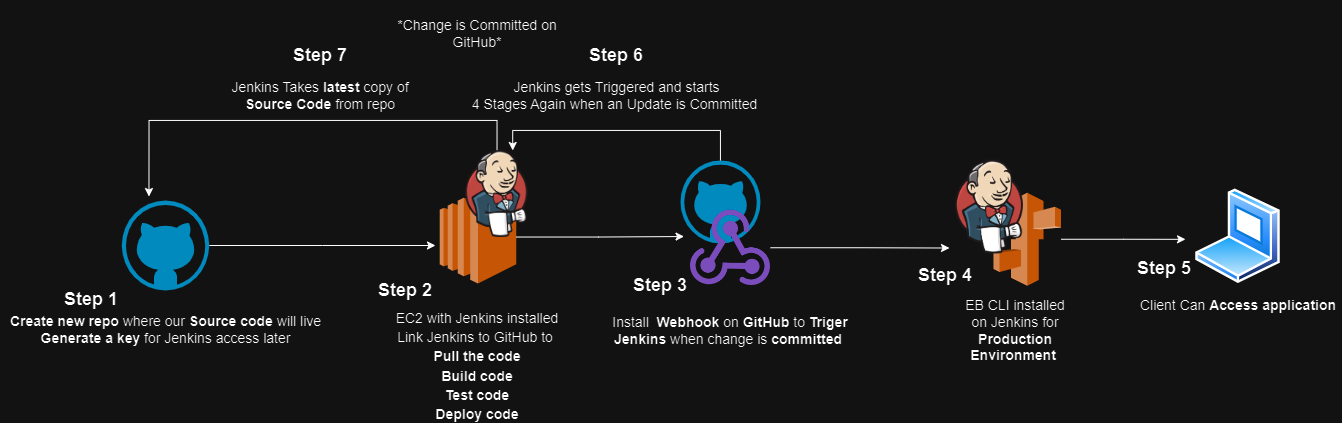 *Change is Committed on
GitHub*
Step 7
Jenkins Takes latest copy of
Source Code from repo
Step 6
Jenkins gets Triggered and starts
4 Stages Again when an Update is Committed
Step 1
Create new repo where our Source code will live
Generate a key for Jenkins access later
Step 2
EC2 with Jenkins installed
Link Jenkins to GitHub to
Pull the code
Build code
Test code
Deploy code
Step 3
Install Webhook on GitHub to Triger
Jenkins when change is committed
Step 4
EB CLI installed
on Jenkins for
Production
Environment
Step 5
Client Can Access application